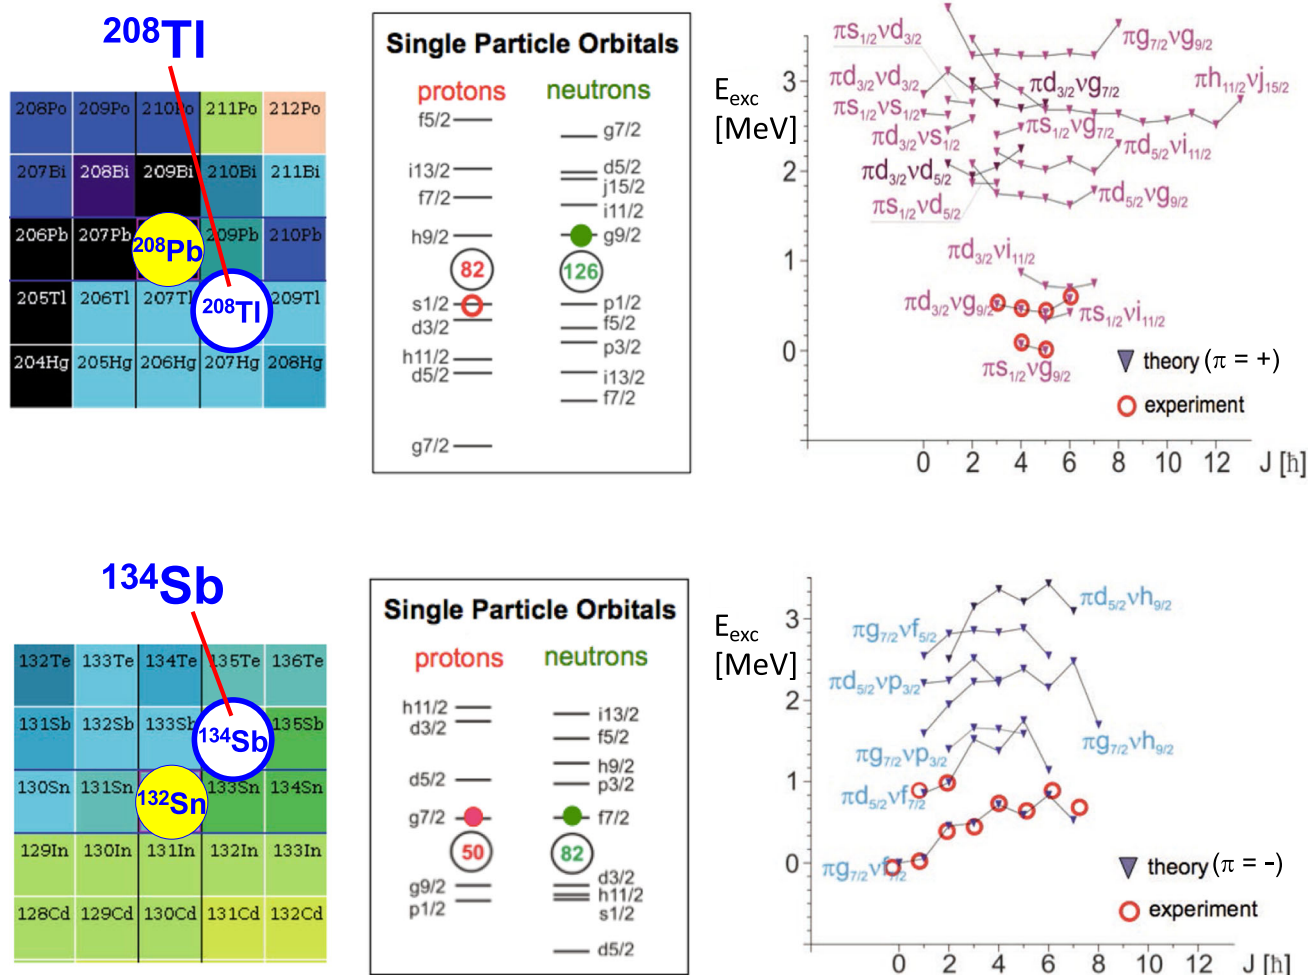 ²⁰⁸Tl
208Po 209Po 210Po 211Po 212Po
207Bi 208Bi 209Bi 210Bi 211Bi
206Pb 207Pb ²⁰⁸Pb 209Pb 210Pb
205Tl 206Tl 207Tl ²⁰⁸Tl 209Tl
204Hg 205Hg 206Hg 207Hg 208Hg
Single Particle Orbitals
protons neutrons
f5/2
i13/2
f7/2
h9/2
82
s1/2
d3/2
h11/2
d5/2
g7/2
g7/2
d5/2
j15/2
i11/2
g9/2
126
p1/2
f5/2
p3/2
i13/2
f7/2
E_exc
[MeV]
3
2
1
0
πs₁/₂νd₃/₂
πg₇/₂νg₉/₂
πd₃/₂νd₃/₂
πd₃/₂νg₇/₂
πh₁₁/₂νj₁₅/₂
πs₁/₂νs₁/₂
πs₁/₂νg₇/₂
πd₃/₂νs₁/₂
πd₅/₂νi₁₁/₂
πd₃/₂νd₅/₂
πs₁/₂νd₅/₂
πd₅/₂νg₉/₂
πd₃/₂νi₁₁/₂
πd₃/₂νg₉/₂
πs₁/₂νi₁₁/₂
πs₁/₂νg₉/₂
theory (π = +)
experiment
0 2 4 6 8 10 12 J [ħ]
¹³⁴Sb
132Te 133Te 134Te 135Te 136Te
131Sb 132Sb 133Sb ¹³⁴Sb 135Sb
130Sn 131Sn ¹³²Sn 133Sn 134Sn
129In 130In 131In 132In 133In
128Cd 129Cd 130Cd 131Cd 132Cd
Single Particle Orbitals
protons neutrons
h11/2
d3/2
d5/2
g7/2
50
g9/2
p1/2
i13/2
f5/2
h9/2
p3/2
f7/2
82
d3/2
h11/2
s1/2
d5/2
E_exc
[MeV]
3
2
1
0
πd₅/₂νh₉/₂
πg₇/₂νf₅/₂
πd₅/₂νp₃/₂
πg₇/₂νh₉/₂
πg₇/₂νp₃/₂
πd₅/₂νf₇/₂
πg₇/₂νf₇/₂
theory (π = -)
experiment
0 2 4 6 8 10 12 J [ħ]